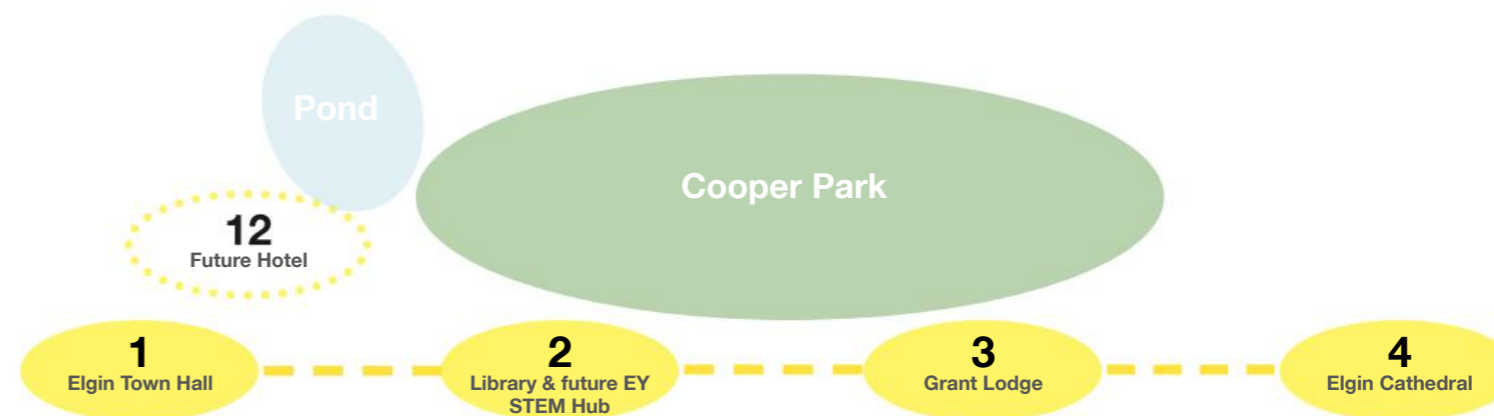 Pond
Cooper Park
12
Future Hotel
1
Elgin Town Hall
2
Library & future EY
STEM Hub
3
Grant Lodge
4
Elgin Cathedral